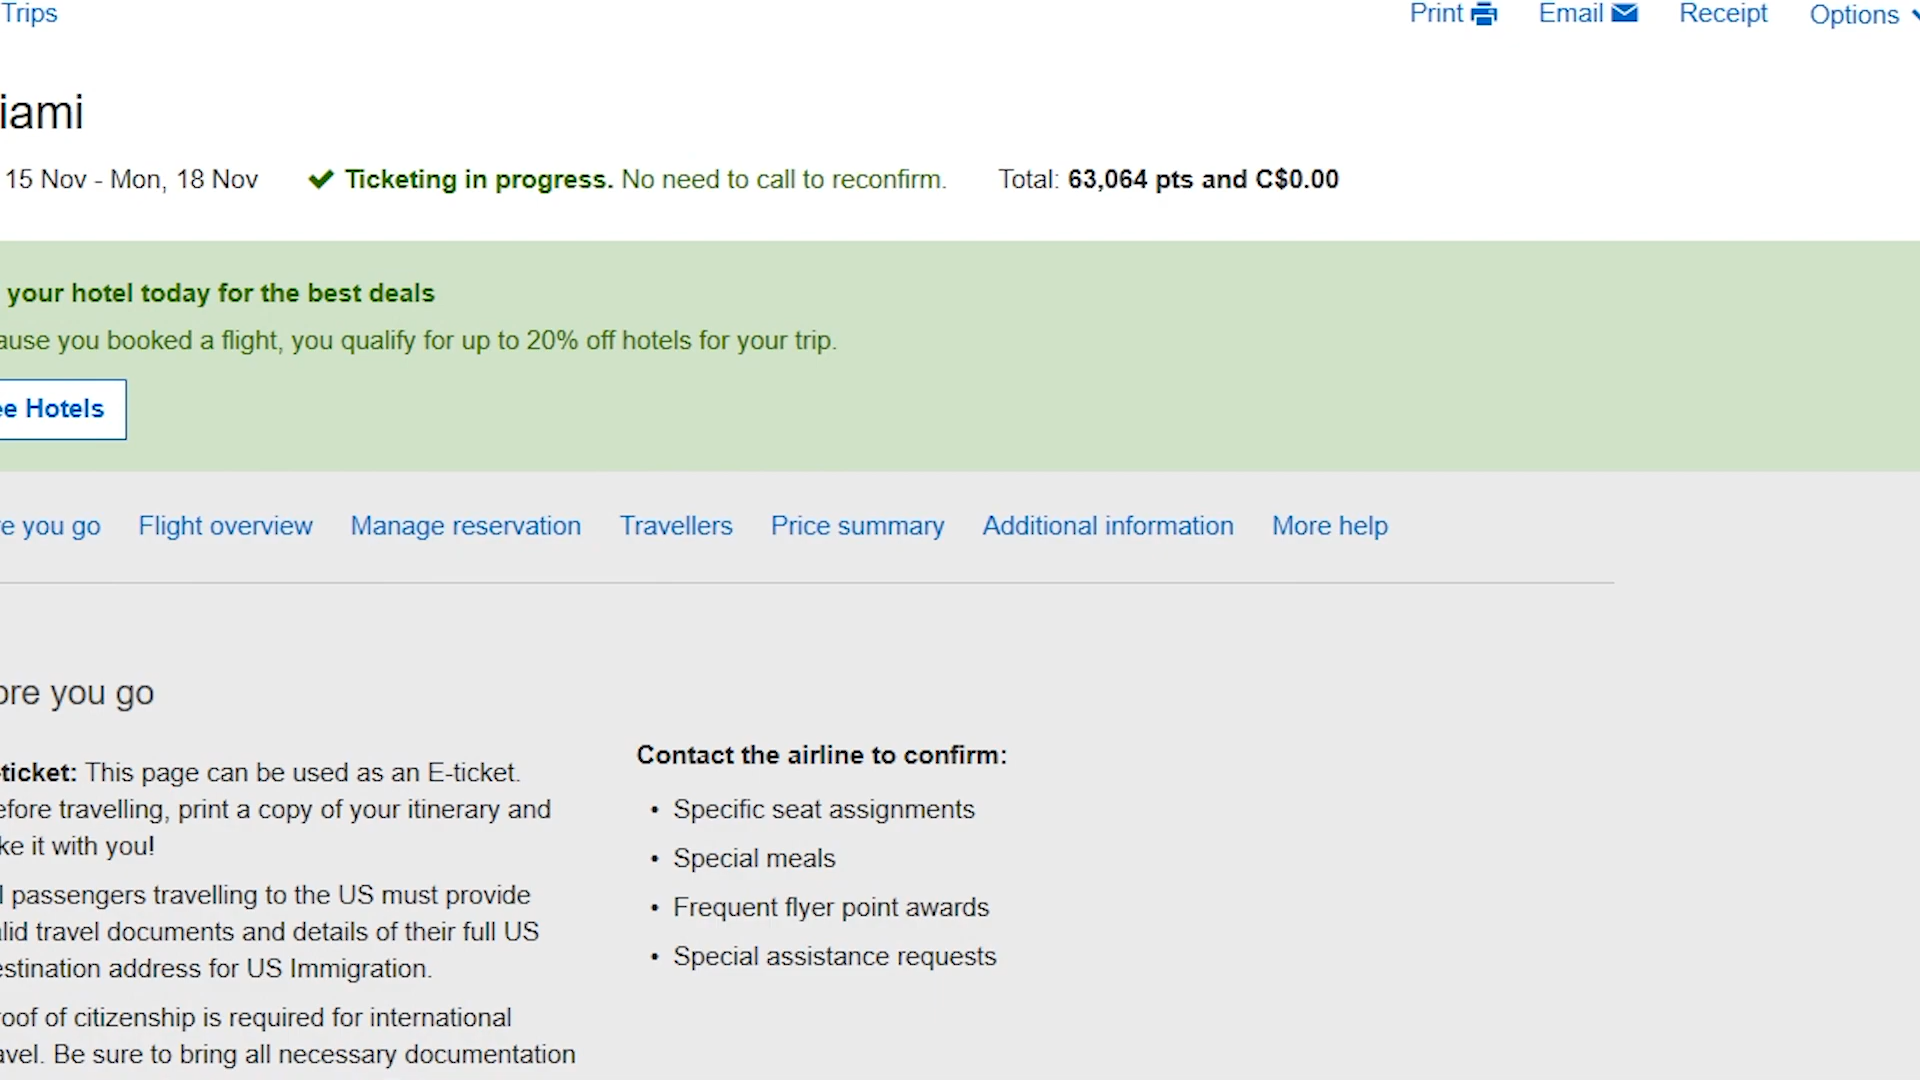 Trips
Print
Email
Receipt
Options
iami
15 Nov - Mon, 18 Nov
Ticketing in progress. No need to call to reconfirm.
Total: 63,064 pts and C$0.00
your hotel today for the best deals
ause you booked a flight, you qualify for up to 20% off hotels for your trip.
ee Hotels
re you go
Flight overview
Manage reservation
Travellers
Price summary
Additional information
More help
ore you go
-ticket: This page can be used as an E-ticket.
efore travelling, print a copy of your itinerary and
ke it with you!
l passengers travelling to the US must provide
lid travel documents and details of their full US
estination address for US Immigration.
roof of citizenship is required for international
avel. Be sure to bring all necessary documentation
Contact the airline to confirm:
• Specific seat assignments
• Special meals
• Frequent flyer point awards
• Special assistance requests